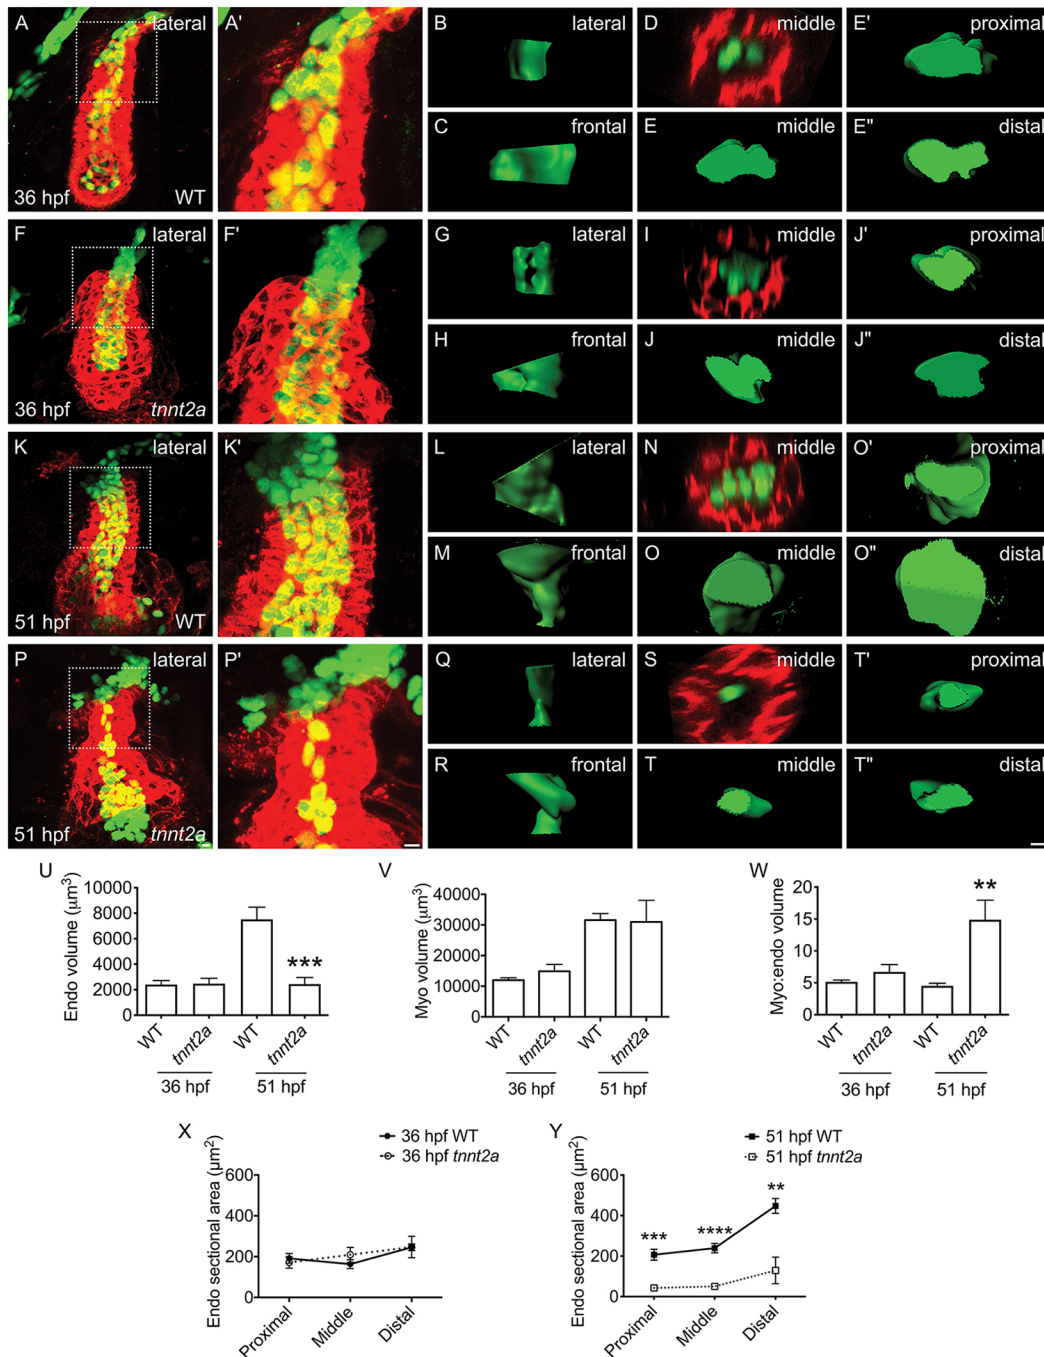 A lateral
A'
B lateral
D middle
E' proximal
C frontal
E middle
E" distal
36 hpf WT
F lateral
F'
G lateral
I middle
J' proximal
H frontal
J middle
J" distal
36 hpf tnnt2a
K lateral
K'
L lateral
N middle
O' proximal
M frontal
O middle
O" distal
51 hpf WT
P lateral
P'
Q lateral
S middle
T' proximal
R frontal
T middle
T" distal
51 hpf tnnt2a
U
Endo volume (µm³)
10000
8000
6000
4000
2000
0
***
WT
tnnt2a
WT
tnnt2a
36 hpf
51 hpf
V
Myo volume (µm³)
40000
30000
20000
10000
0
WT
tnnt2a
WT
tnnt2a
36 hpf
51 hpf
W
Myo:endo volume
20
15
10
5
0
**
WT
tnnt2a
WT
tnnt2a
36 hpf
51 hpf
X
36 hpf WT
36 hpf tnnt2a
Endo sectional area (µm²)
600
400
200
0
Proximal
Middle
Distal
Y
51 hpf WT
51 hpf tnnt2a
Endo sectional area (µm²)
600
400
200
0
***
****
**
Proximal
Middle
Distal